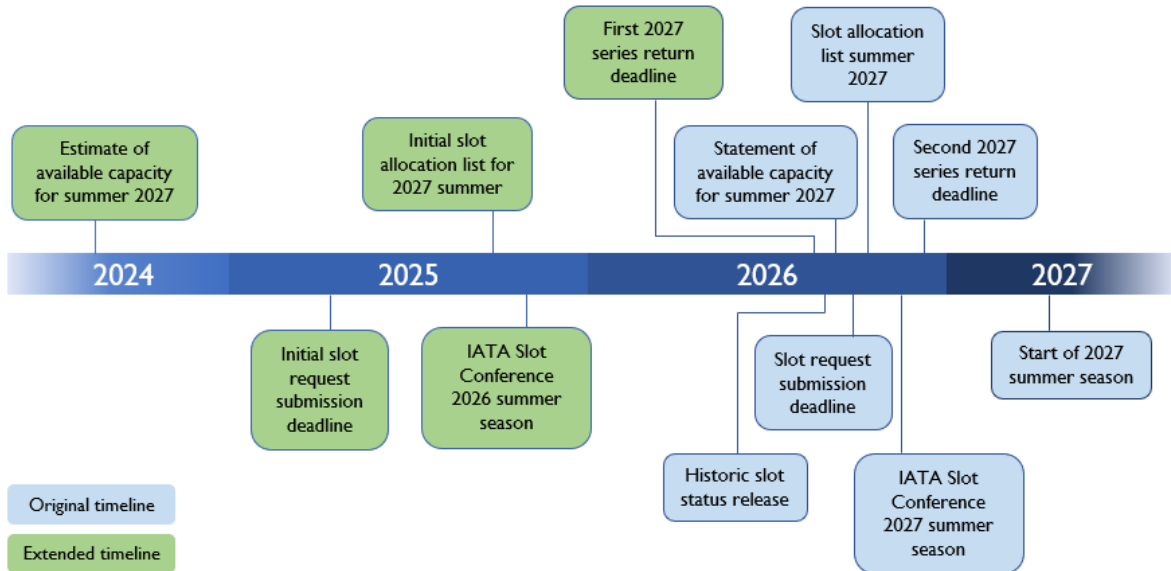 First 2027
series return
deadline
Slot allocation
list summer
2027
Estimate of
available capacity
for summer 2027
Initial slot
allocation list for
2027 summer
Statement of
available capacity
for summer 2027
Second 2027
series return
deadline
2024
2025
2026
2027
Initial slot
request
submission
deadline
IATA Slot
Conference
2026 summer
season
Slot request
submission
deadline
Start of 2027
summer season
Historic slot
status release
IATA Slot
Conference
2027 summer
season
Original timeline
Extended timeline